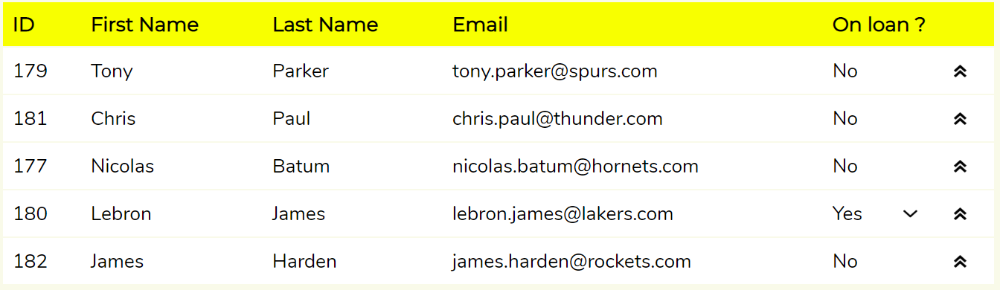 ID First Name Last Name Email On loan ?
179 Tony Parker tony.parker@spurs.com No
181 Chris Paul chris.paul@thunder.com No
177 Nicolas Batum nicolas.batum@hornets.com No
180 Lebron James lebron.james@lakers.com Yes
182 James Harden james.harden@rockets.com No